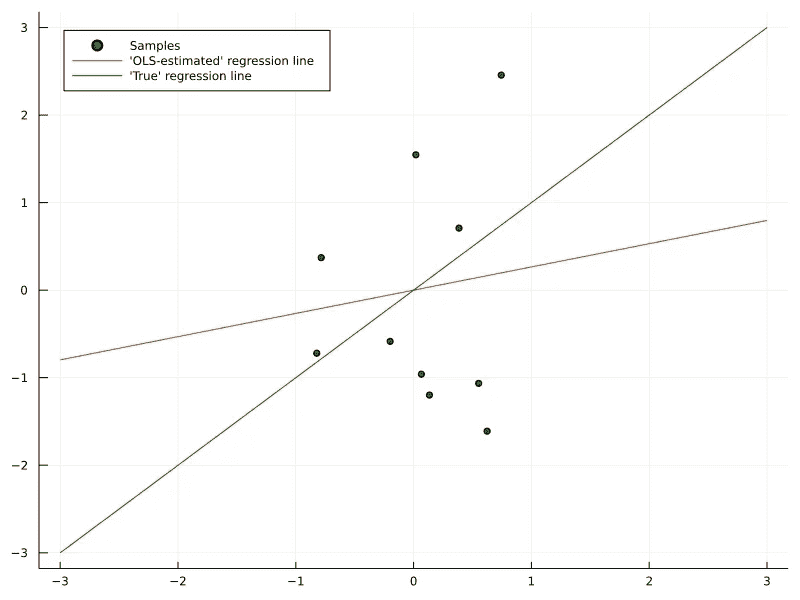 Samples
'OLS-estimated' regression line
'True' regression line
3
2
1
0
−1
−2
−3
−3 −2 −1 0 1 2 3